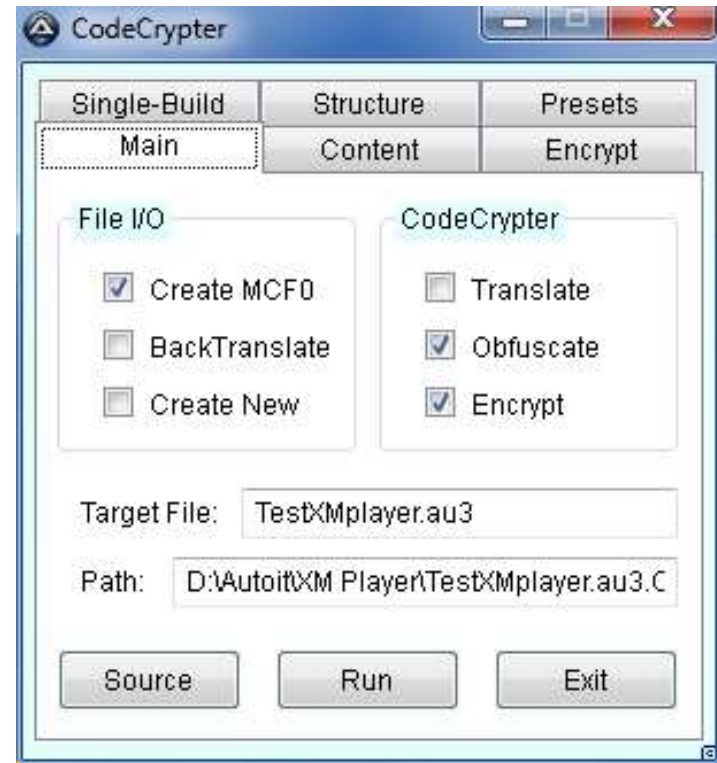 CodeCrypter
Single-Build Structure Presets
Main Content Encrypt
File I/O CodeCrypter
Create MCF0 Translate
BackTranslate Obfuscate
Create New Encrypt
Target File: TestXMplayer.au3
Path: D:\Autoit\XM Player\TestXMplayer.au3.C
Source Run Exit